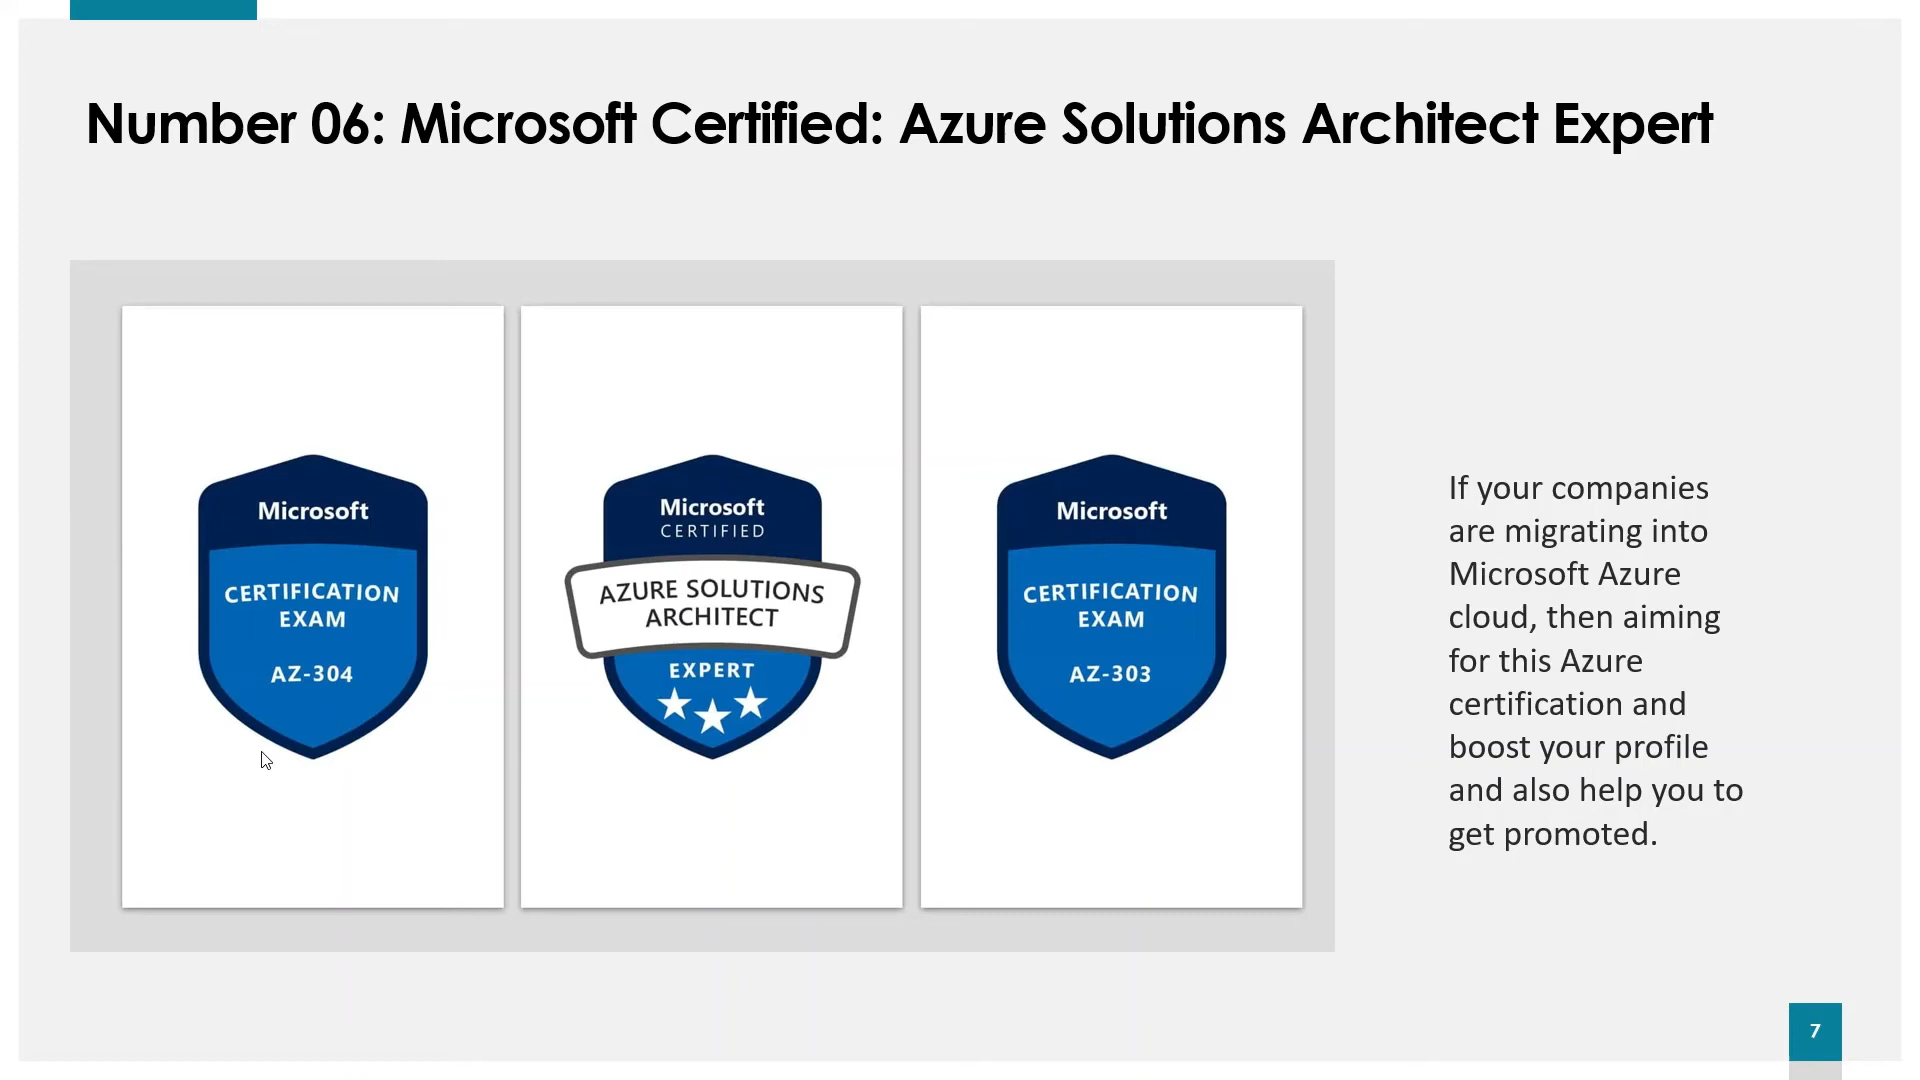 Number 06: Microsoft Certified: Azure Solutions Architect Expert
Microsoft
CERTIFICATION
EXAM
AZ-304
Microsoft
CERTIFIED
AZURE SOLUTIONS
ARCHITECT
EXPERT
Microsoft
CERTIFICATION
EXAM
AZ-303
If your companies
are migrating into
Microsoft Azure
cloud, then aiming
for this Azure
certification and
boost your profile
and also help you to
get promoted.
7